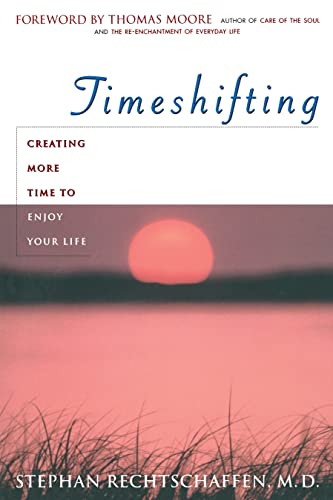 FOREWORD BY THOMAS MOORE AUTHOR OF CARE OF THE SOUL
AND THE RE-ENCHANTMENT OF EVERYDAY LIFE
Timeshifting
CREATING
MORE
TIME TO
ENJOY
YOUR LIFE
STEPHAN RECHTSCHAFFEN, M.D.